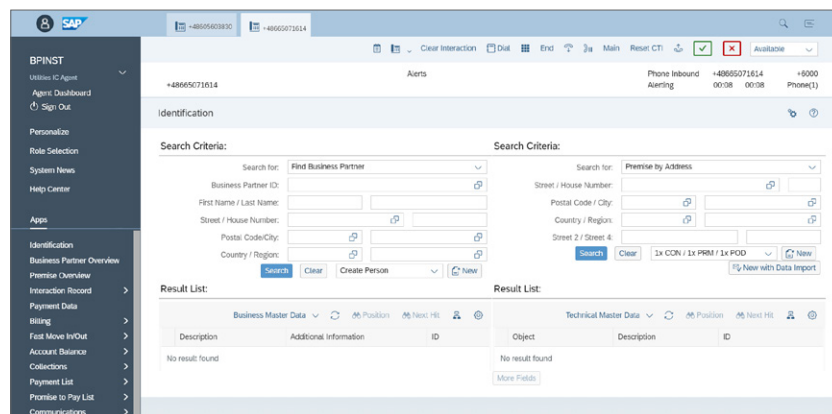 8 SAP +48605603830 +48665071614
Clear Interaction Dial End Main Reset CTI Available
BPINST
Utilities IC Agent
Agent Dashboard
Sign Out
Personalize
Role Selection
System News
Help Center
Apps
Identification
Business Partner Overview
Premise Overview
Interaction Record
Payment Data
Billing
Fast Move In/Out
Account Balance
Collections
Payment List
Promise to Pay List
Communications
Alerts Phone Inbound +48665071614 +6000
+48665071614 Alerting 00:08 00:08 Phone(1)
Identification
Search Criteria:
Search for: Find Business Partner
Business Partner ID:
First Name / Last Name:
Street / House Number:
Postal Code/City:
Country / Region:
Search Clear Create Person New
Result List:
Business Master Data Position Next Hit
Description Additional Information ID
No result found
Search Criteria:
Search for: Premise by Address
Street / House Number:
Postal Code / City:
Country / Region:
Street 2 / Street 4:
Search Clear 1x CON / 1x PRM / 1x POD New
New with Data Import
Result List:
Technical Master Data Position Next Hit
Object Description ID
No result found
More Fields